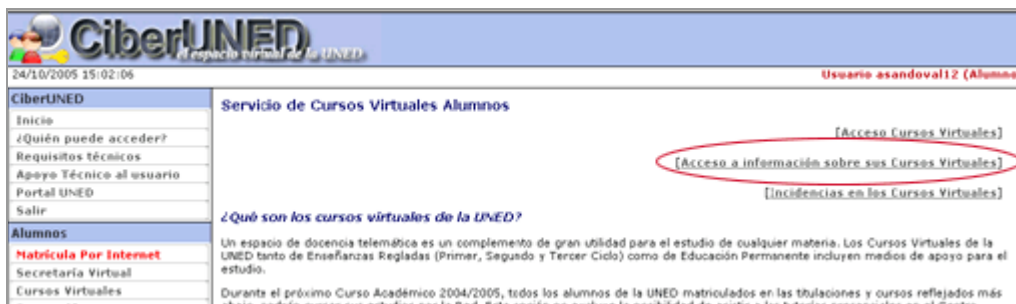 CiberUNED
el espacio virtual de la UNED
24/10/2005 15:02:06
Usuario asandoval12 (Alumno
CiberUNED
Inicio
¿Quién puede acceder?
Requisitos técnicos
Apoyo Técnico al usuario
Portal UNED
Salir
Alumnos
Matrícula Por Internet
Secretaría Virtual
Cursos Virtuales
Servicio de Cursos Virtuales Alumnos
[Acceso Cursos Virtuales]
[Acceso a información sobre sus Cursos Virtuales]
[Incidencias en los Cursos Virtuales]
¿Qué son los cursos virtuales de la UNED?
Un espacio de docencia telemática es un complemento de gran utilidad para el estudio de cualquier materia. Los Cursos Virtuales de la
UNED tanto de Enseñanzas Regladas (Primer, Segundo y Tercer Ciclo) como de Educación Permanente incluyen medios de apoyo para el
estudio.
Durante el próximo Curso Académico 2004/2005, todos los alumnos de la UNED matriculados en las titulaciones y cursos reflejados más